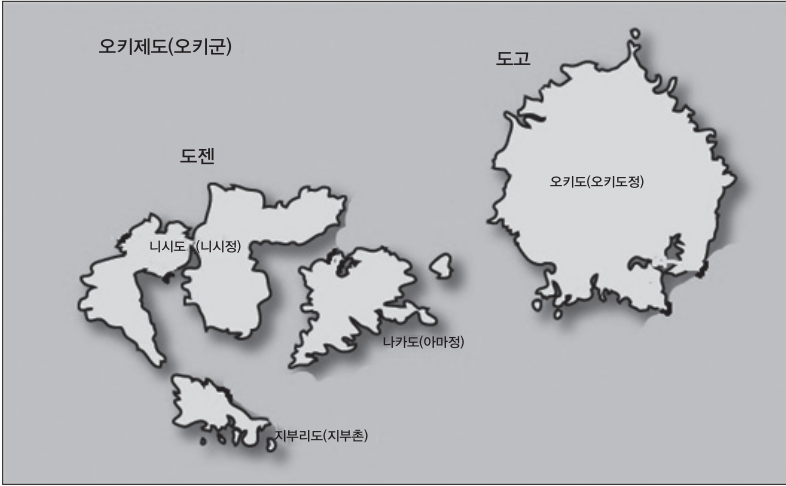 오키제도(오키군)
도고
도젠
오키도(오키도정)
니시도 (니시정)
나카도(아마정)
지부리도(지부촌)